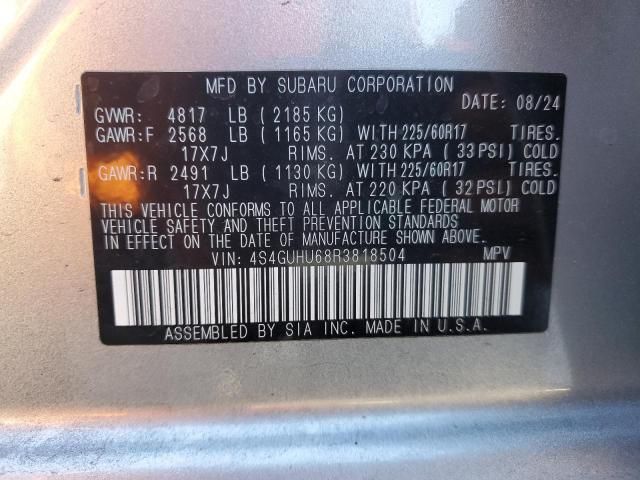 MFD BY SUBARU CORPORATION
GVWR: 4817 LB ( 2185 KG) DATE: 08/24
GAWR:F 2568 LB ( 1165 KG) WITH 225/60R17 TIRES.
17X7J RIMS. AT 230 KPA ( 33 PSI) COLD
GAWR:R 2491 LB ( 1130 KG) WITH 225/60R17 TIRES.
17X7J RIMS. AT 220 KPA ( 32 PSI) COLD
THIS VEHICLE CONFORMS TO ALL APPLICABLE FEDERAL MOTOR
VEHICLE SAFETY AND THEFT PREVENTION STANDARDS
IN EFFECT ON THE DATE OF MANUFACTURE SHOWN ABOVE.
VIN: 4S4GUHU68R3818504 MPV
ASSEMBLED BY SIA INC. MADE IN U.S.A.